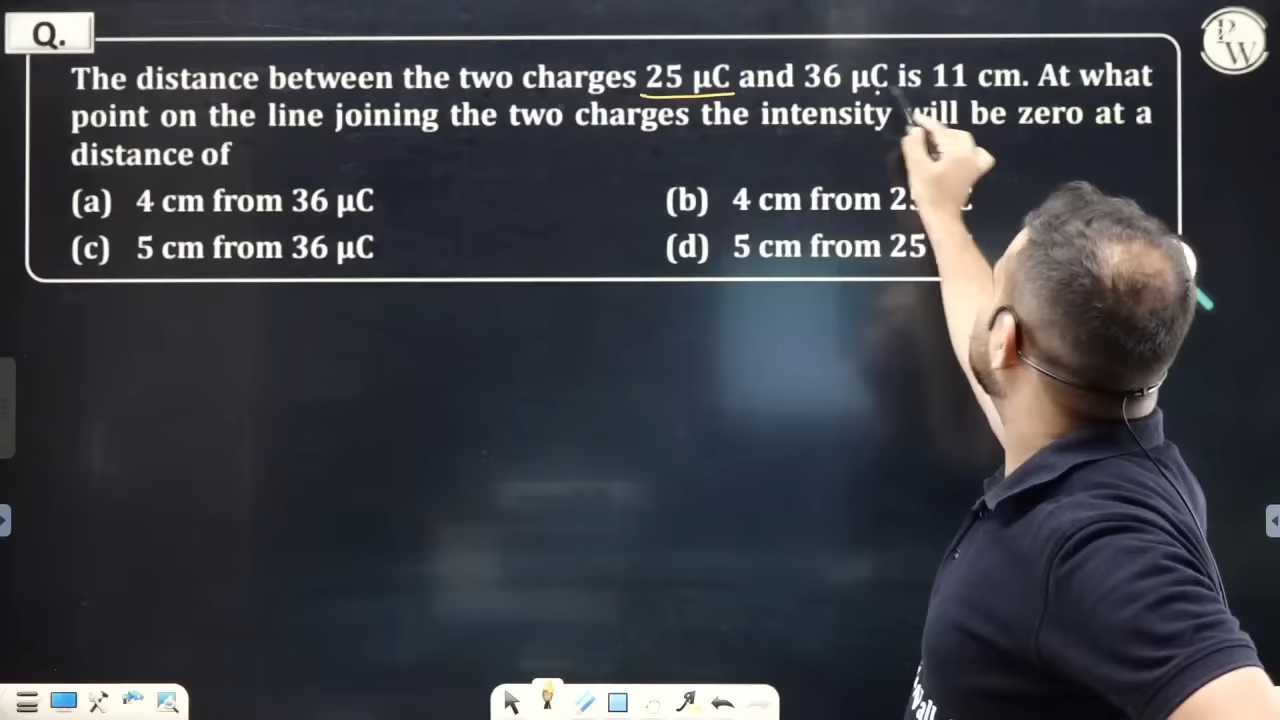 Q.
P
W
The distance between the two charges 25 μC and 36 μC is 11 cm. At what
point on the line joining the two charges the intensity will be zero at a
distance of
(a) 4 cm from 36 μC
(b) 4 cm from
(c) 5 cm from 36 μC
(d) 5 cm from 25